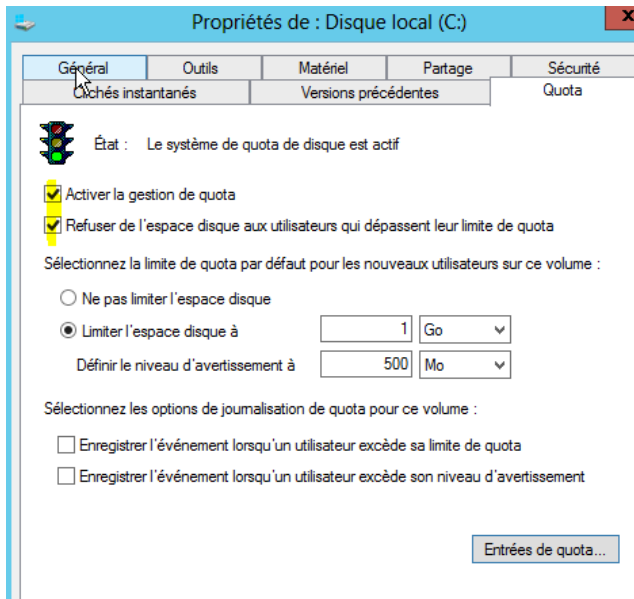 Propriétés de : Disque local (C:)
x
Général Outils Matériel Partage Sécurité
Clichés instantanés Versions précédentes Quota
État : Le système de quota de disque est actif
Activer la gestion de quota
Refuser de l'espace disque aux utilisateurs qui dépassent leur limite de quota
Sélectionnez la limite de quota par défaut pour les nouveaux utilisateurs sur ce volume :
Ne pas limiter l'espace disque
Limiter l'espace disque à 1 Go
Définir le niveau d'avertissement à 500 Mo
Sélectionnez les options de journalisation de quota pour ce volume :
Enregistrer l'événement lorsqu'un utilisateur excède sa limite de quota
Enregistrer l'événement lorsqu'un utilisateur excède son niveau d'avertissement
Entrées de quota...